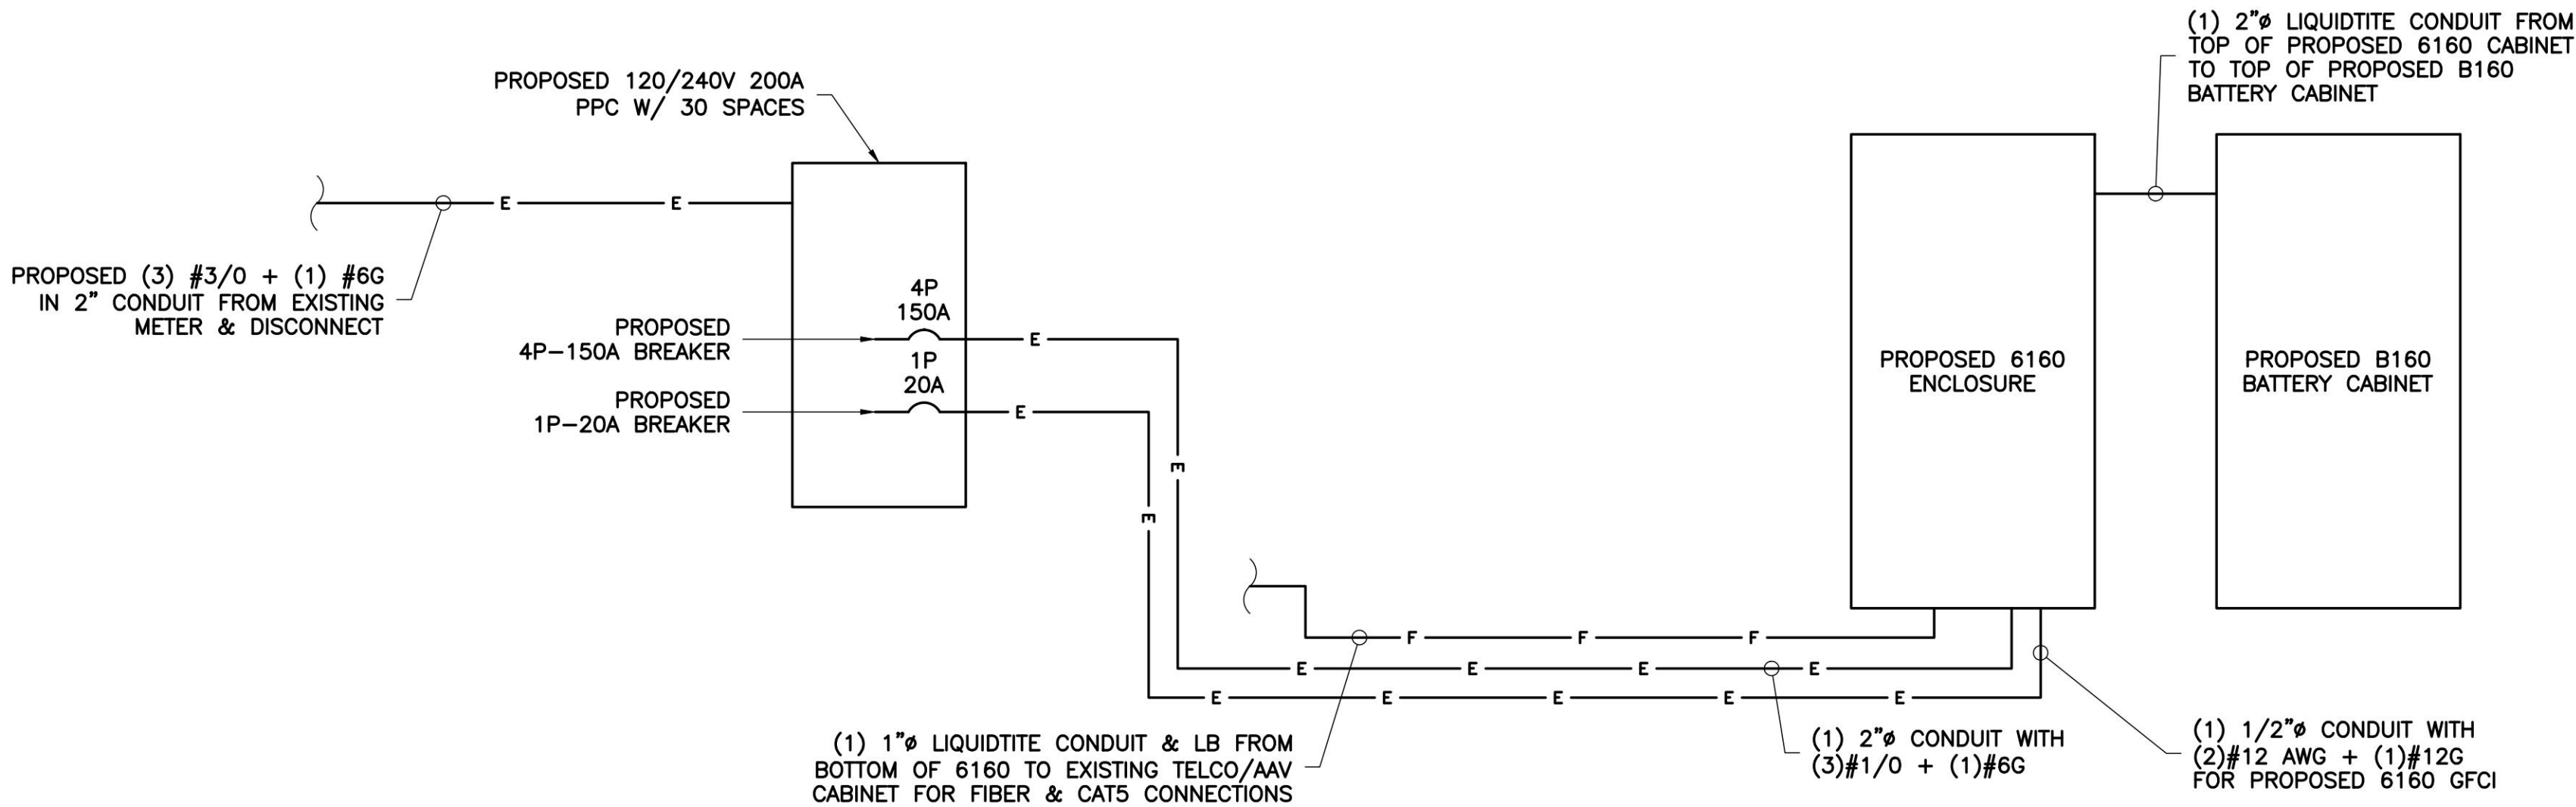 (1) 2"ø LIQUIDTITE CONDUIT FROM
TOP OF PROPOSED 6160 CABINET
TO TOP OF PROPOSED B160
BATTERY CABINET
PROPOSED 120/240V 200A
PPC W/ 30 SPACES
E E
PROPOSED (3) #3/0 + (1) #6G
IN 2" CONDUIT FROM EXISTING
METER & DISCONNECT
4P
150A
PROPOSED
4P-150A BREAKER
E
1P
20A
PROPOSED
1P-20A BREAKER
E
E
E
PROPOSED 6160
ENCLOSURE
PROPOSED B160
BATTERY CABINET
F F F
E E E E
E E E E E
(1) 1"ø LIQUIDTITE CONDUIT & LB FROM
BOTTOM OF 6160 TO EXISTING TELCO/AAV
CABINET FOR FIBER & CAT5 CONNECTIONS
(1) 2"ø CONDUIT WITH
(3)#1/0 + (1)#6G
(1) 1/2"ø CONDUIT WITH
(2)#12 AWG + (1)#12G
FOR PROPOSED 6160 GFCI